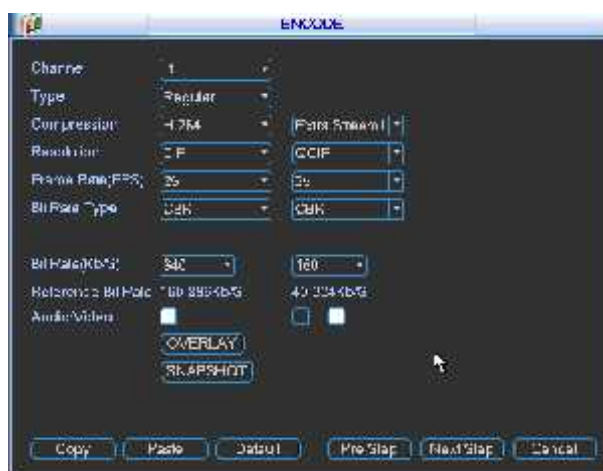 ENCODE
Channel 1
Type Regular
Compression H.264 Extra Stream1
Resolution CIF QCIF
Frame Rate(FPS) 25 25
Bit Rate Type CBR CBR
Bit Rate(Kb/S) 640 160
Reference Bit Rate Kb/S Kb/S
Audio/Video
OVERLAY
SNAPSHOT
Copy Paste Default Pre Step Next Step Cancel